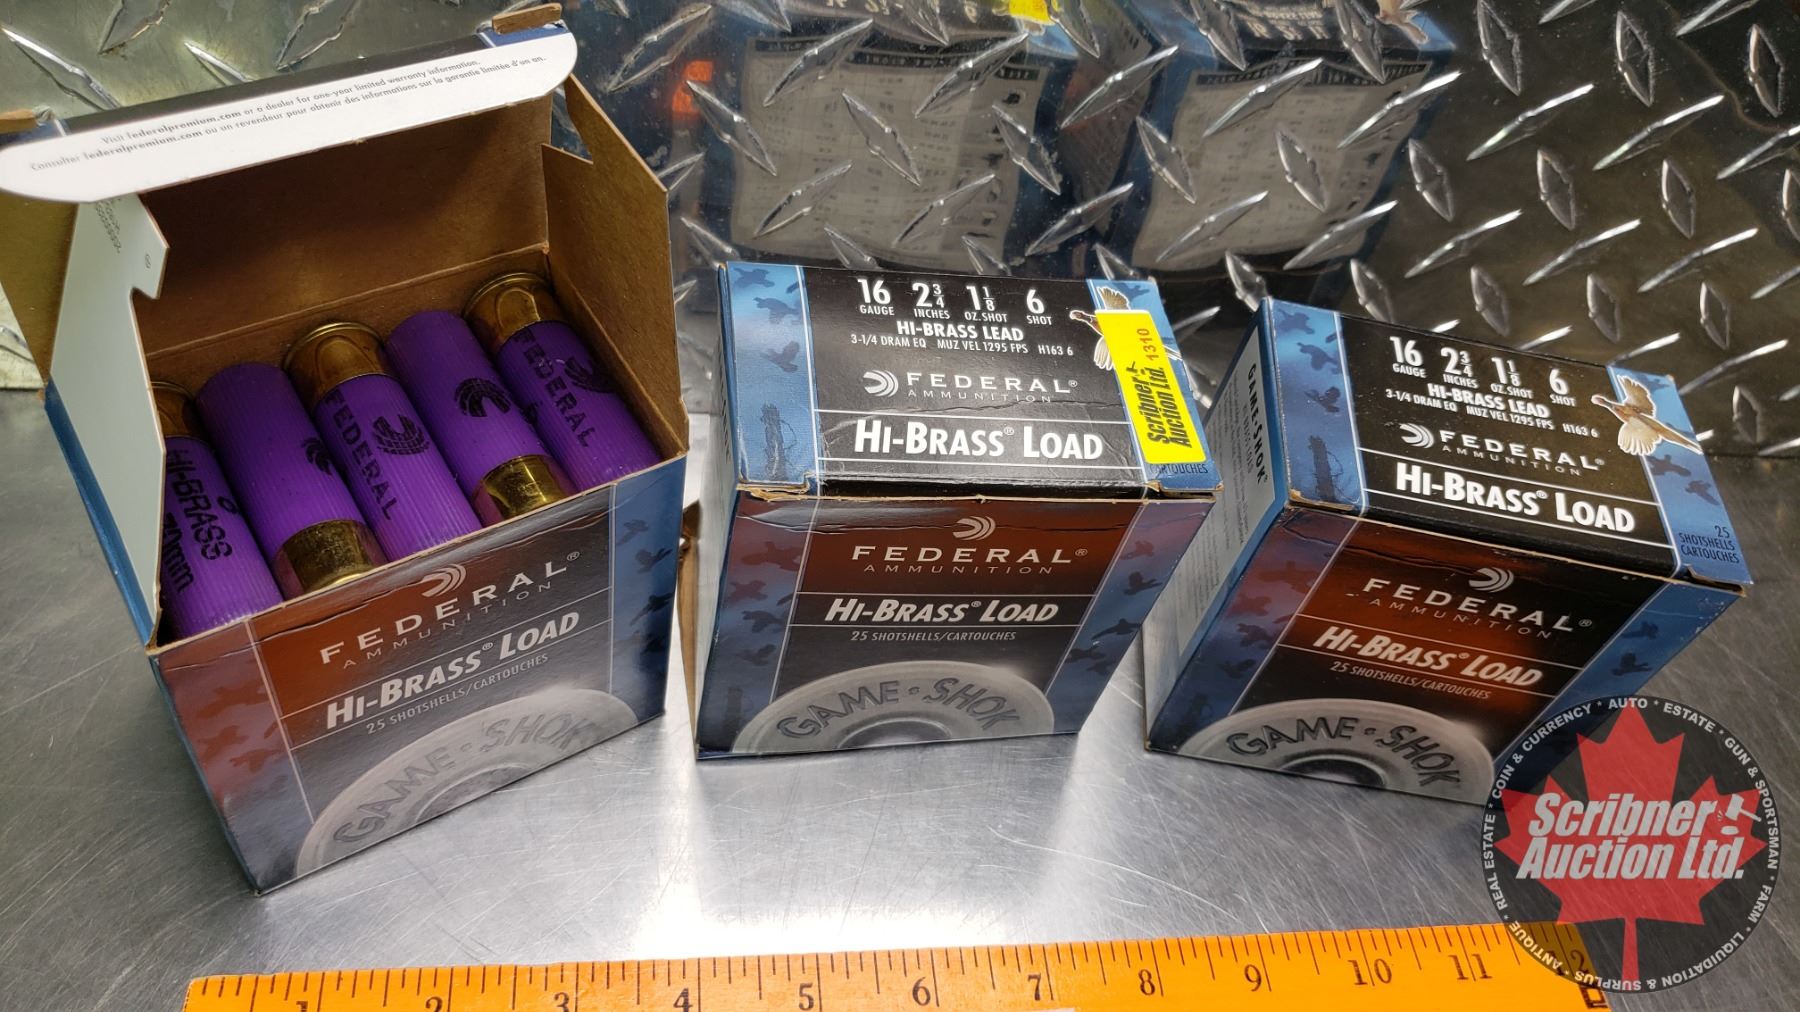 Visit federalpremium.com or a dealer for one-year limited warranty information.
Consulter federalpremium.com ou un revendeur pour obtenir des informations sur la garantie limitée d'un an.
HI-BRASS
70mm
FEDERAL
FEDERAL
FEDERAL®
AMMUNITION
HI-BRASS® LOAD
25 SHOTSHELLS/CARTOUCHES
GAME·SHOK
16 2 3/4 1 1/8 6
GAUGE INCHES OZ. SHOT SHOT
HI-BRASS LEAD
3-1/4 DRAM EQ MUZ VEL 1295 FPS H163 6
FEDERAL®
AMMUNITION
HI-BRASS® LOAD
CARTOUCHES
Scribner
Auction Ltd.
1310
FEDERAL®
AMMUNITION
HI-BRASS® LOAD
25 SHOTSHELLS/CARTOUCHES
GAME·SHOK
16 2 3/4 1 1/8 6
GAUGE INCHES OZ. SHOT SHOT
HI-BRASS LEAD
3-1/4 DRAM EQ MUZ VEL 1295 FPS H163 6
FEDERAL®
AMMUNITION
HI-BRASS® LOAD
25
SHOTSHELLS
CARTOUCHES
GAME-SHOK®
FEDERAL®
AMMUNITION
HI-BRASS® LOAD
25 SHOTSHELLS/CARTOUCHES
GAME·SHOK
1 2 3 4 5 6 7 8 9 10 11 12
Scribner
Auction Ltd.
REAL ESTATE * COIN & CURRENCY * AUTO * ESTATE * GUN & SPORTSMAN * FARM * LIQUIDATION & SURPLUS * ANTIQUE *